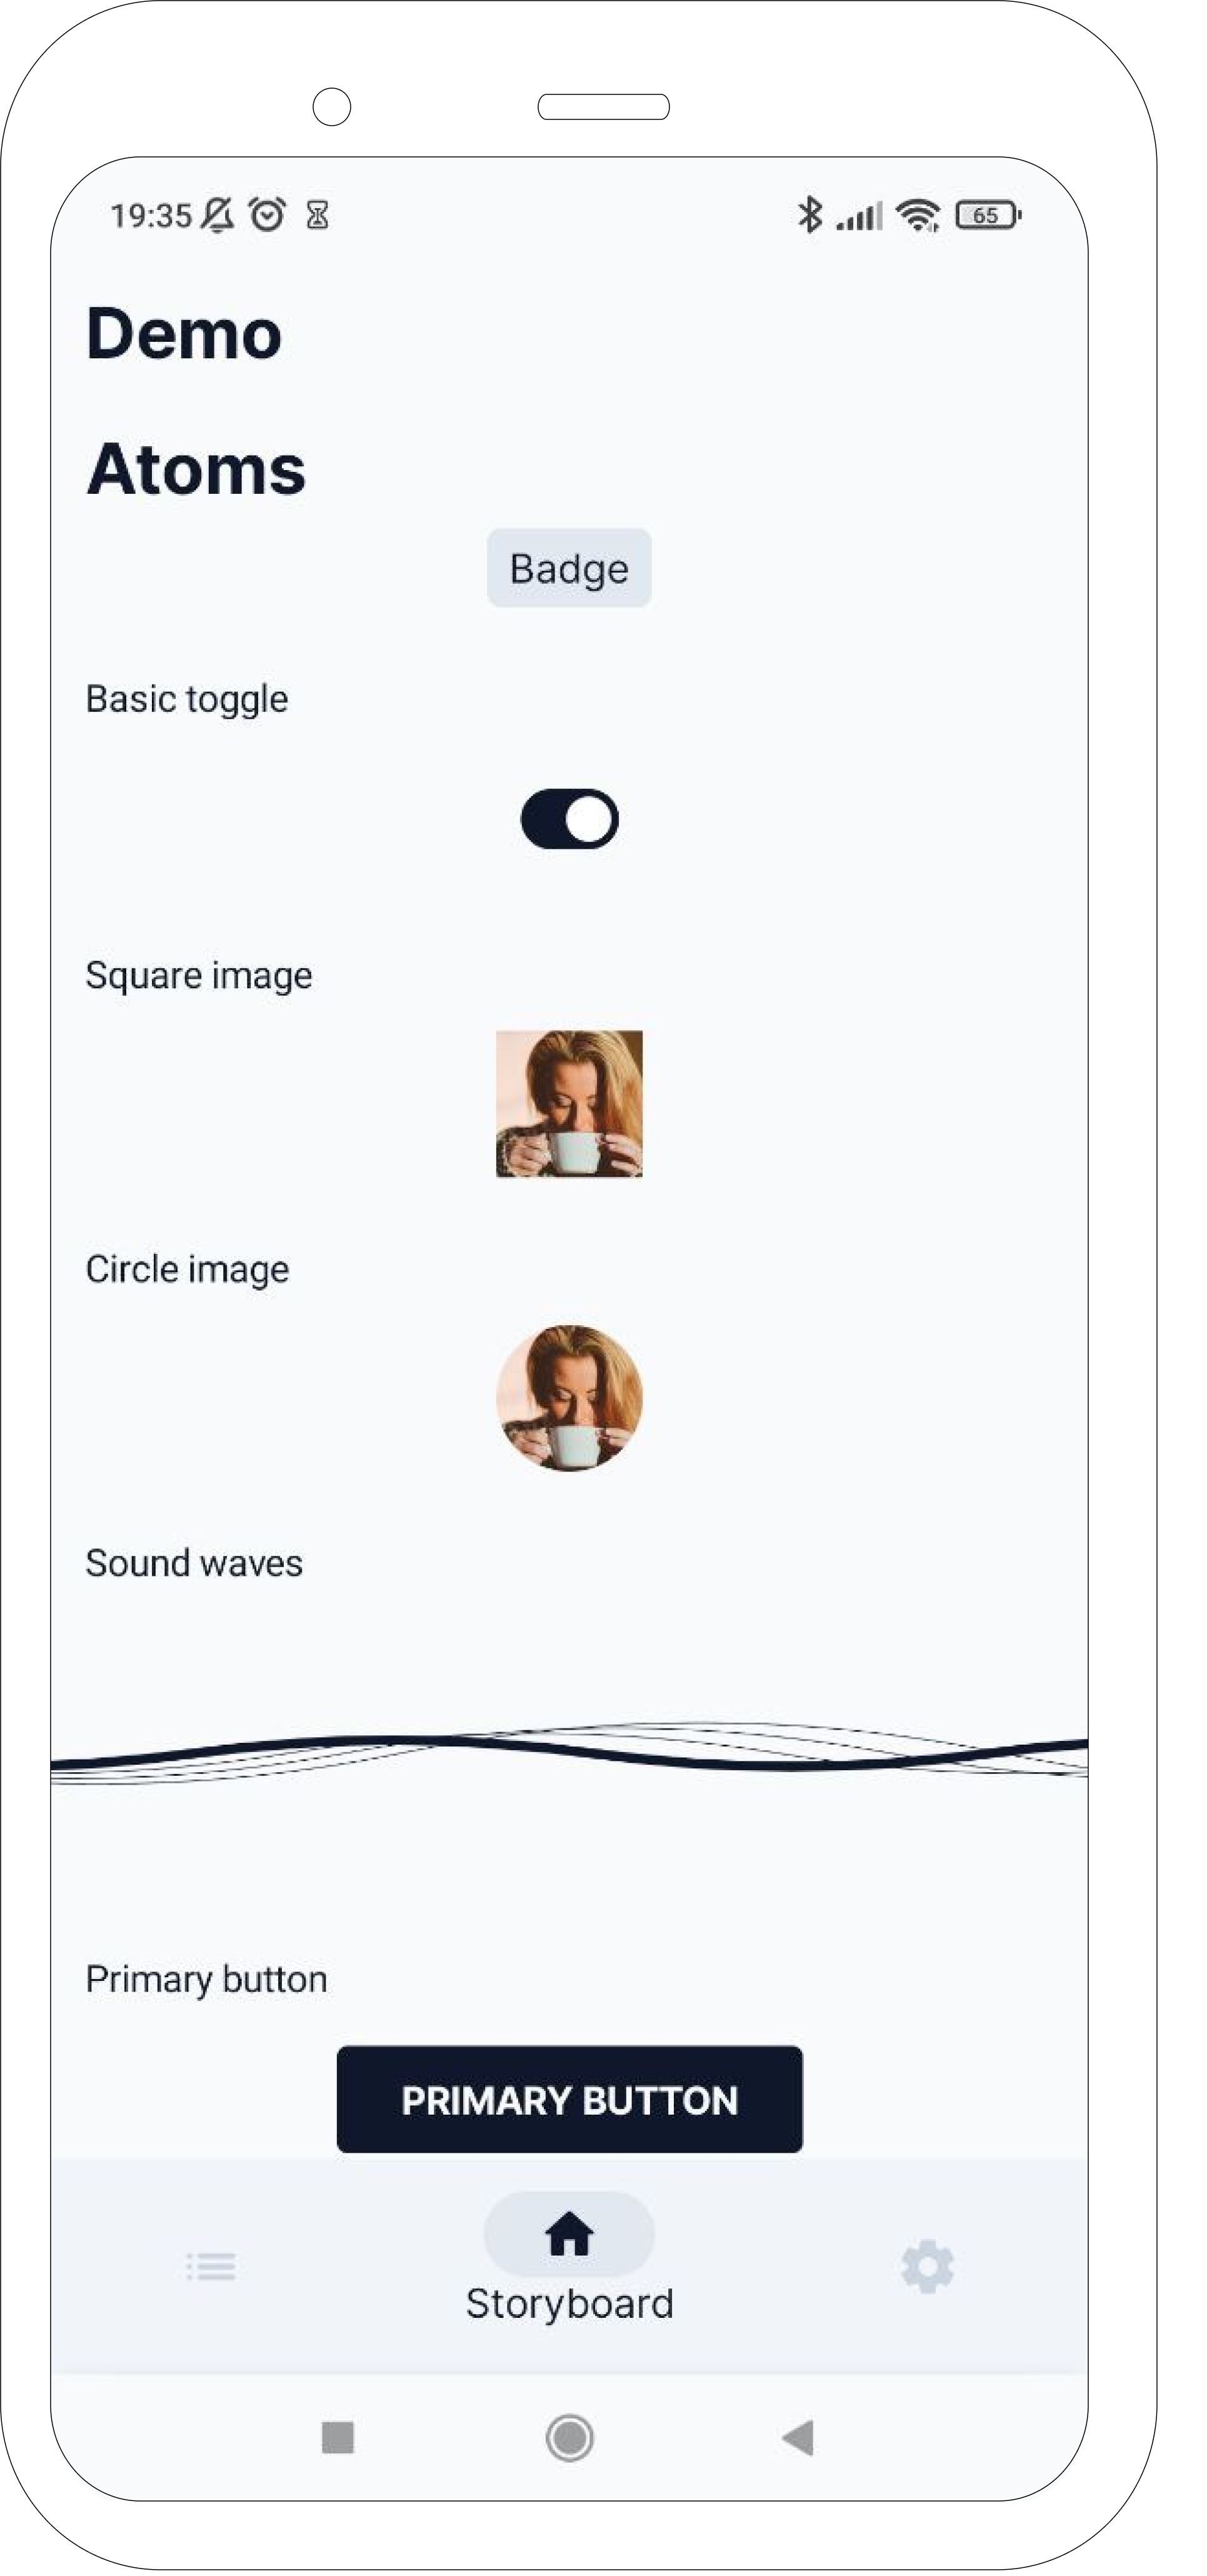 19:35 65
Demo
Atoms
Badge
Basic toggle
Square image
Circle image
Sound waves
Primary button
PRIMARY BUTTON
Storyboard